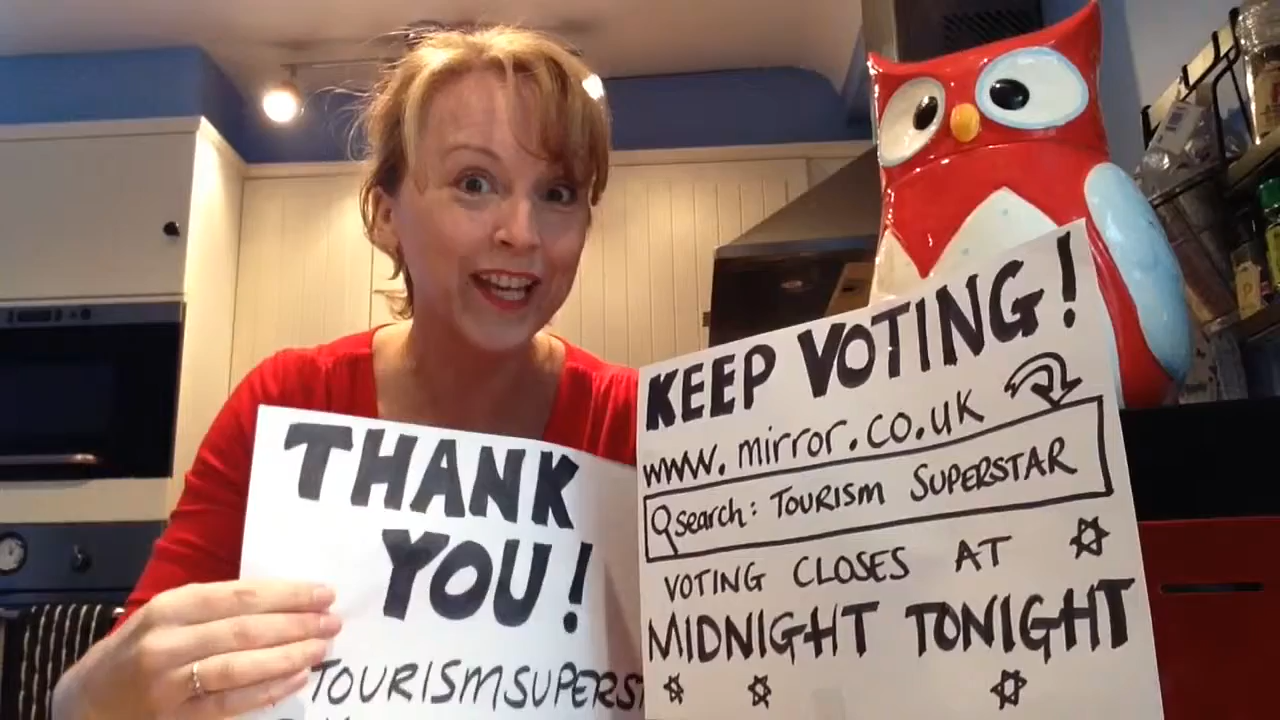 THANK
YOU!
TOURISMSUPERST
KEEP VOTING!
www.mirror.co.uk
search: TOURISM SUPERSTAR
VOTING CLOSES AT
MIDNIGHT TONIGHT